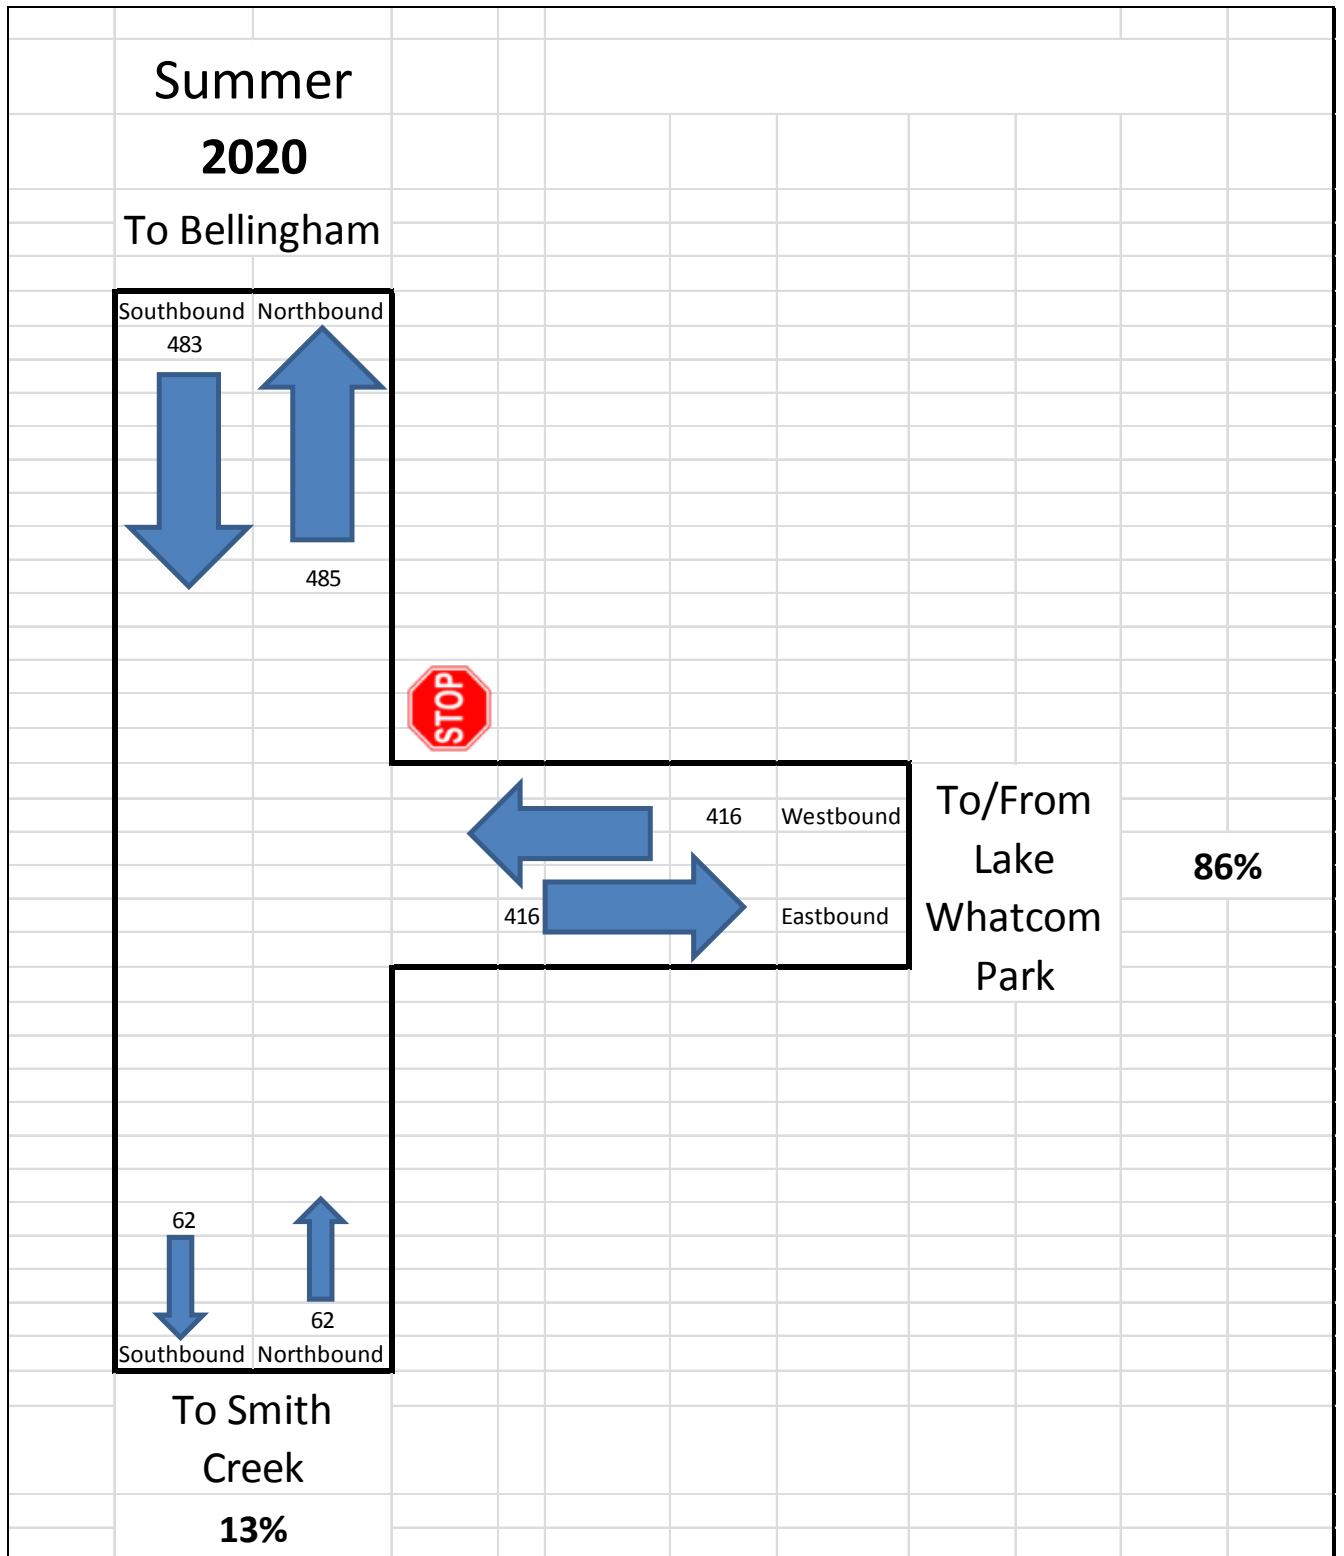 Summer
2020
To Bellingham
Southbound Northbound
483
485
STOP
416 Westbound
416 Eastbound
To/From
Lake
Whatcom
Park
86%
62
62
Southbound Northbound
To Smith
Creek
13%